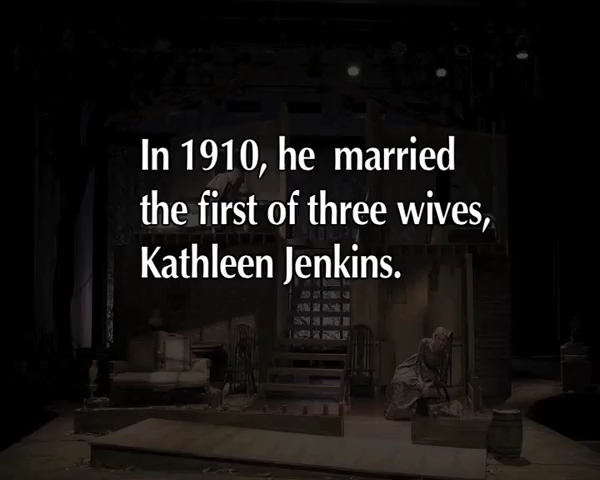 In 1910, he married
the first of three wives,
Kathleen Jenkins.